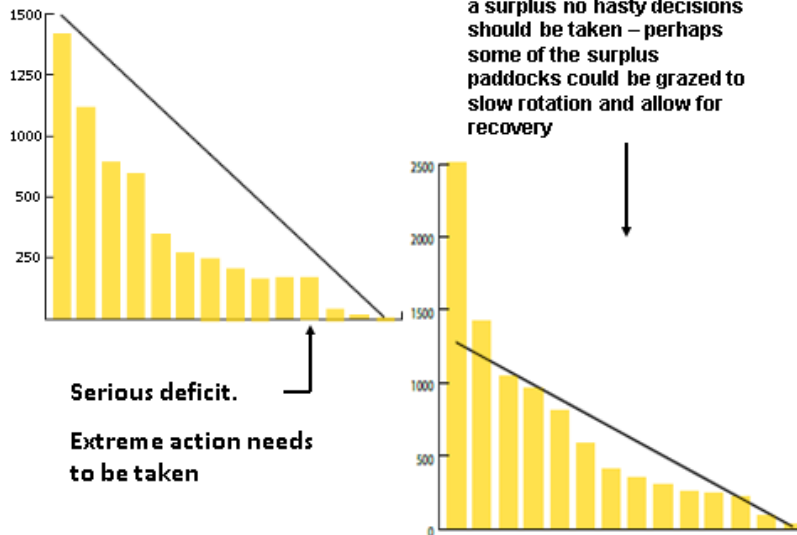 a surplus no hasty decisions
should be taken – perhaps
some of the surplus
paddocks could be grazed to
slow rotation and allow for
recovery
1500
1250
1000
500
250
Serious deficit.
Extreme action needs
to be taken
2500
2000
1500
1000
500
0